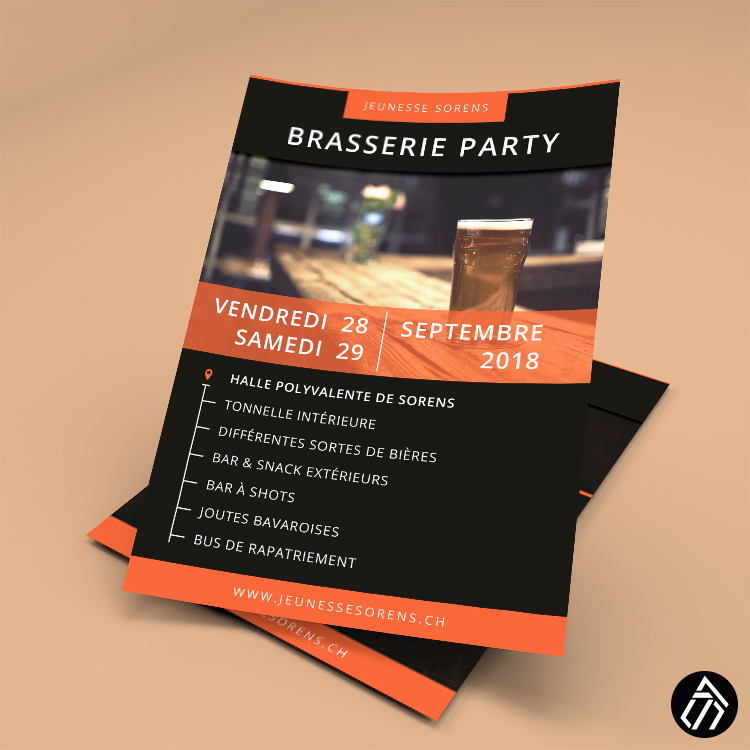 JEUNESSE SORENS
BRASSERIE PARTY
VENDREDI 28
SAMEDI 29
SEPTEMBRE
2018
HALLE POLYVALENTE DE SORENS
TONNELLE INTÉRIEURE
DIFFÉRENTES SORTES DE BIÈRES
BAR & SNACK EXTÉRIEURS
BAR À SHOTS
JOUTES BAVAROISES
BUS DE RAPATRIEMENT
WWW.JEUNESSESORENS.CH
ESORENS.CH